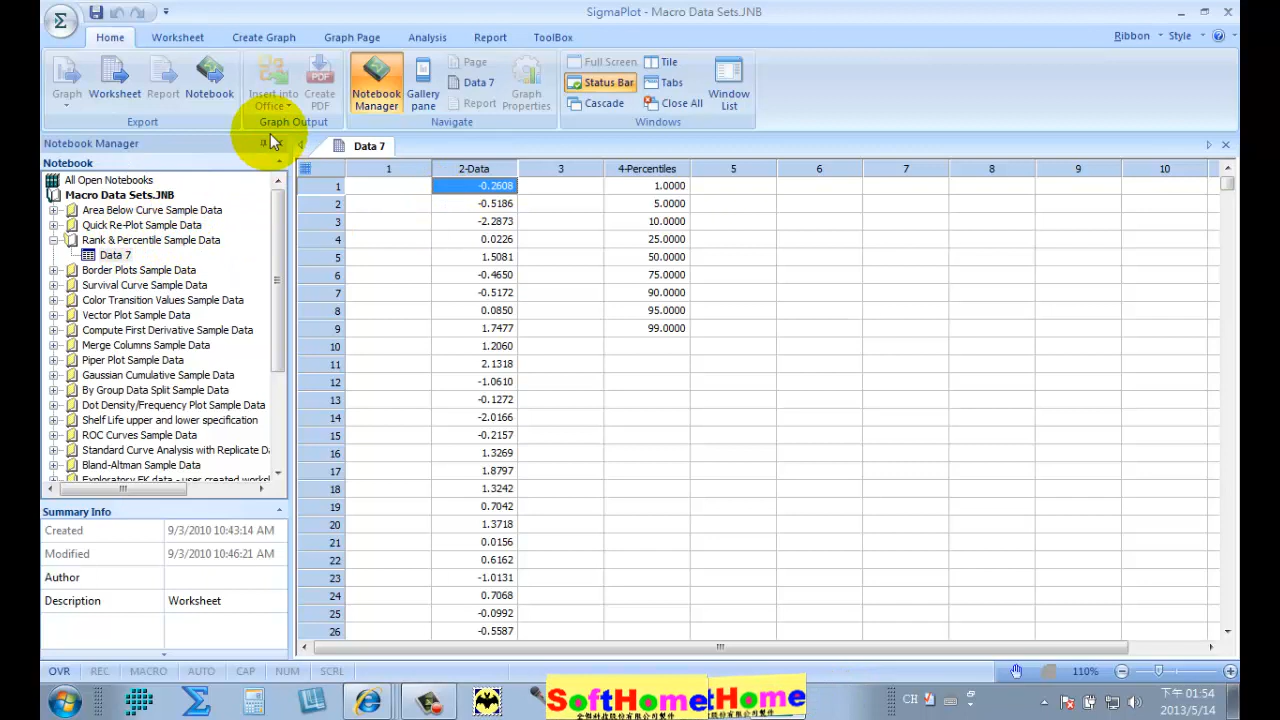 SigmaPlot - Macro Data Sets.JNB
Home Worksheet Create Graph Graph Page Analysis Report ToolBox Ribbon Style
Graph Worksheet Report Notebook
Export
Insert into Office Create PDF
Graph Output
Notebook Manager Gallery pane Page Data 7 Report Graph Properties
Navigate
Full Screen Status Bar Cascade Tile Tabs Close All Window List
Windows
Notebook Manager
Data 7
Notebook
All Open Notebooks
Macro Data Sets.JNB
Area Below Curve Sample Data
Quick Re-Plot Sample Data
Rank & Percentile Sample Data
Data 7
Border Plots Sample Data
Survival Curve Sample Data
Color Transition Values Sample Data
Vector Plot Sample Data
Compute First Derivative Sample Data
Merge Columns Sample Data
Piper Plot Sample Data
Gaussian Cumulative Sample Data
By Group Data Split Sample Data
Dot Density/Frequency Plot Sample Data
Shelf Life upper and lower specification
ROC Curves Sample Data
Standard Curve Analysis with Replicate Da
Bland-Altman Sample Data
Exploratory EK data - user created works
Summary Info
Created 9/3/2010 10:43:14 AM
Modified 9/3/2010 10:46:21 AM
Author
Description Worksheet
1 2-Data 3 4-Percentiles 5 6 7 8 9 10
1 -0.2608 1.0000
2 -0.5186 5.0000
3 -2.2873 10.0000
4 0.0226 25.0000
5 1.5081 50.0000
6 -0.4650 75.0000
7 -0.5172 90.0000
8 0.0850 95.0000
9 1.7477 99.0000
10 1.2060
11 2.1318
12 -1.0610
13 -0.1272
14 -2.0166
15 -0.2157
16 1.3269
17 1.8797
18 1.3242
19 0.7042
20 1.3718
21 0.0156
22 0.6162
23 -1.0131
24 0.7068
25 -0.0992
26 -0.5587
OVR REC MACRO AUTO CAP NUM SCRL 110%
SoftHome
Home
CH
下午 01:54
2013/5/14